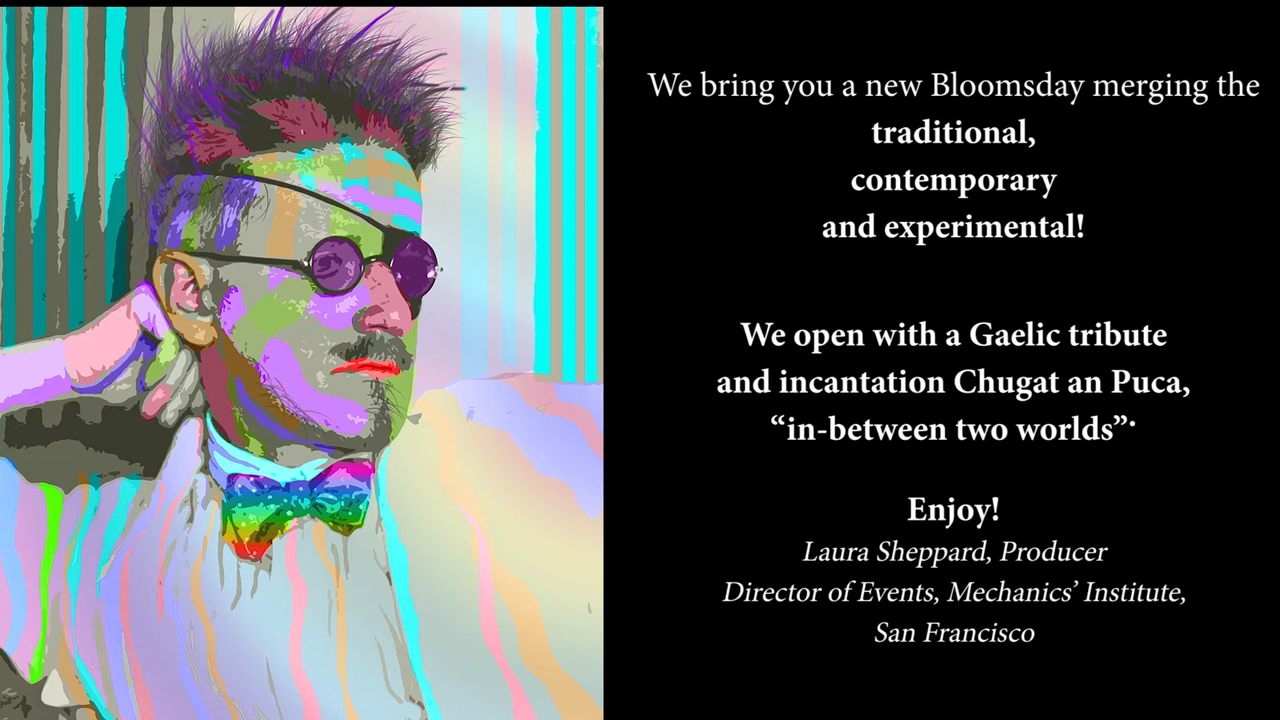 We bring you a new Bloomsday merging the
traditional,
contemporary
and experimental!
We open with a Gaelic tribute
and incantation Chugat an Puca,
“in-between two worlds”·
Enjoy!
Laura Sheppard, Producer
Director of Events, Mechanics’ Institute,
San Francisco